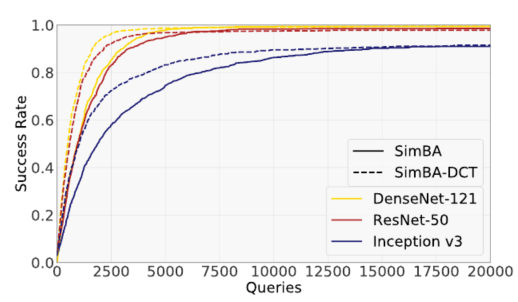 1.0
0.8
0.6
0.4
0.2
0.0
Success Rate
SimBA
SimBA-DCT
DenseNet-121
ResNet-50
Inception v3
0 2500 5000 7500 10000 12500 15000 17500 20000
Queries